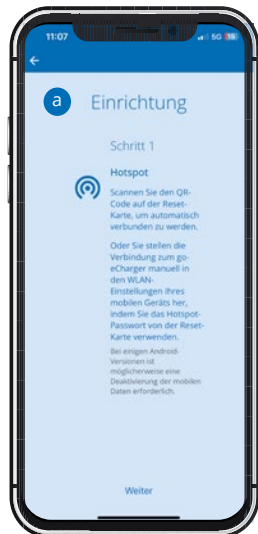 11:07 5G 15
a Einrichtung
Schritt 1
Hotspot
Scannen Sie den QR-
Code auf der Reset-
Karte, um automatisch
verbunden zu werden.
Oder Sie stellen die
Verbindung zum go-
eCharger manuell in
den WLAN-
Einstellungen Ihres
mobilen Geräts her,
indem Sie das Hotspot-
Passwort von der Reset-
Karte verwenden.
Bei einigen Android-
Versionen ist
möglicherweise eine
Deaktivierung der mobilen
Daten erforderlich.
Weiter